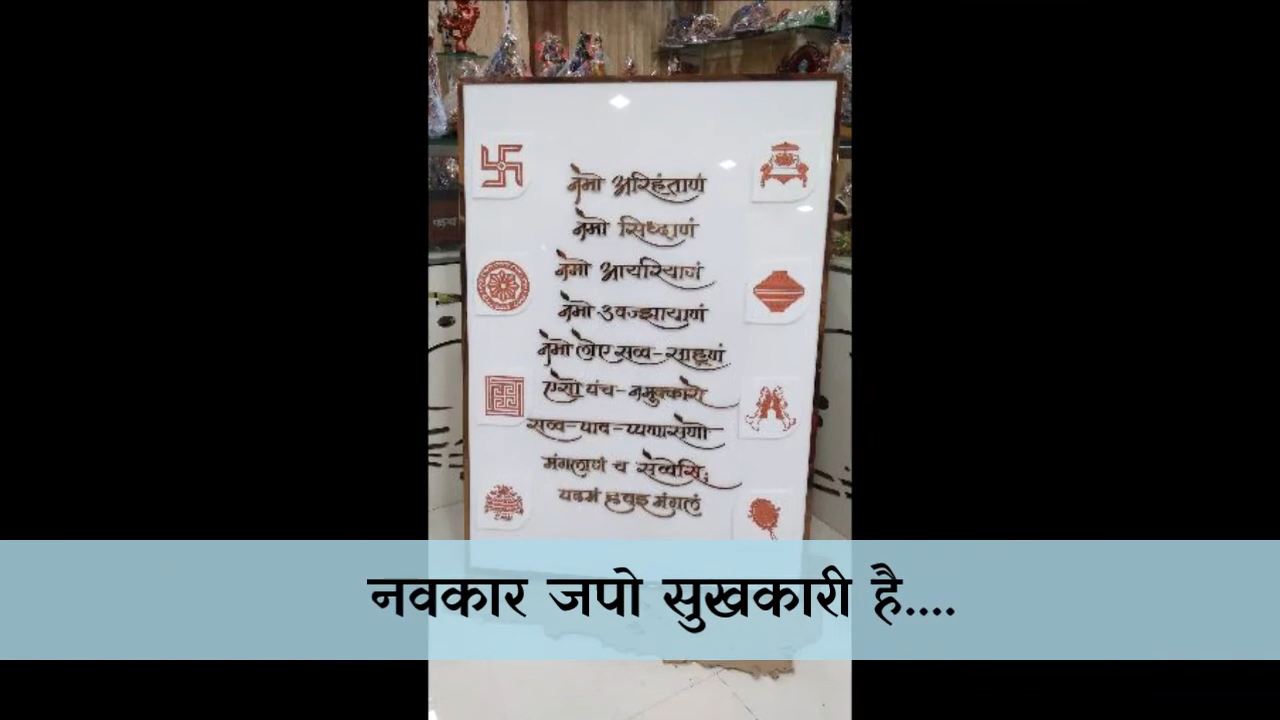 नमो अरिहंताणं
नमो सिध्दाणं
नमो आयरियाणं
नमो उवज्झायाणं
नमो लोए सव्व-साहूणं
एसो पंच-नमुक्कारो
सव्व-पाव-प्पणासणो
मंगलाणं च सव्वेसिं;
पढमं हवइ मंगलं
नवकार जपो सुखकारी है....